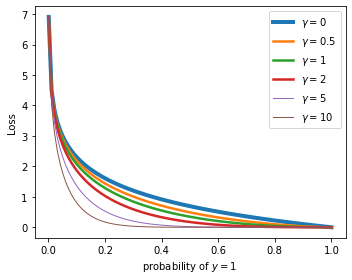 7
6
5
4
3
2
1
0
Loss
γ = 0
γ = 0.5
γ = 1
γ = 2
γ = 5
γ = 10
0.0 0.2 0.4 0.6 0.8 1.0
probability of y = 1